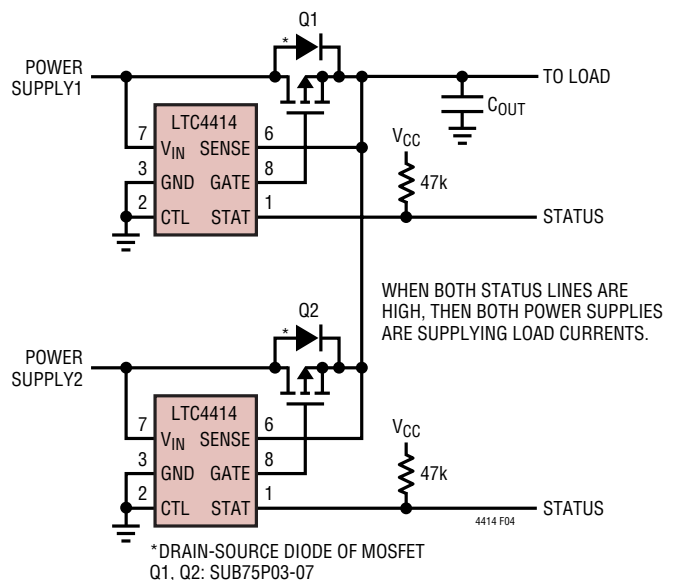 Q1
*
POWER
SUPPLY1
TO LOAD
COUT
LTC4414
7
VIN
SENSE
6
3
GND
GATE
8
2
CTL
STAT
1
VCC
47k
STATUS
WHEN BOTH STATUS LINES ARE
HIGH, THEN BOTH POWER SUPPLIES
ARE SUPPLYING LOAD CURRENTS.
Q2
*
POWER
SUPPLY2
LTC4414
7
VIN
SENSE
6
3
GND
GATE
8
2
CTL
STAT
1
VCC
47k
STATUS
4414 F04
*DRAIN-SOURCE DIODE OF MOSFET
Q1, Q2: SUB75P03-07